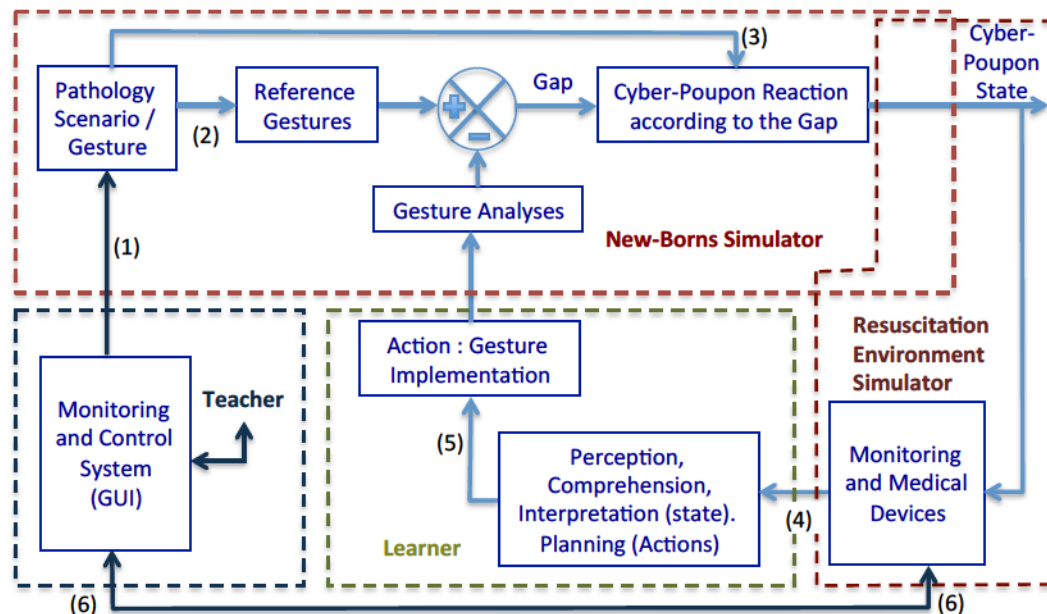 (3)
Cyber-
Poupon
State
Pathology
Scenario /
Gesture
(2)
Reference
Gestures
+
-
Gap
Cyber-Poupon Reaction
according to the Gap
Gesture Analyses
(1)
New-Borns Simulator
Action : Gesture
Implementation
Resuscitation
Environment
Simulator
Monitoring
and Control
System
(GUI)
Teacher
(5)
Perception,
Comprehension,
Interpretation (state).
Planning (Actions)
(4)
Monitoring
and Medical
Devices
Learner
(6)
(6)